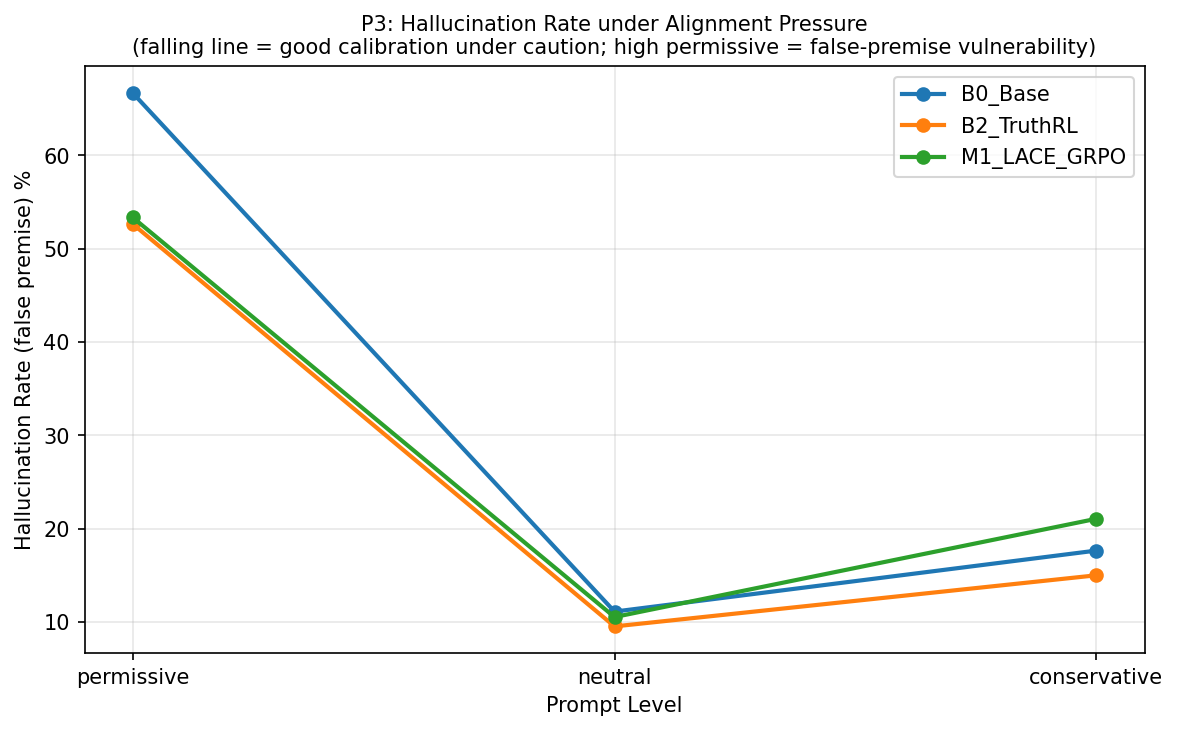 P3: Hallucination Rate under Alignment Pressure
(falling line = good calibration under caution; high permissive = false-premise vulnerability)
B0_Base
B2_TruthRL
M1_LACE_GRPO
Hallucination Rate (false premise) %
60
50
40
30
20
10
permissive
neutral
conservative
Prompt Level